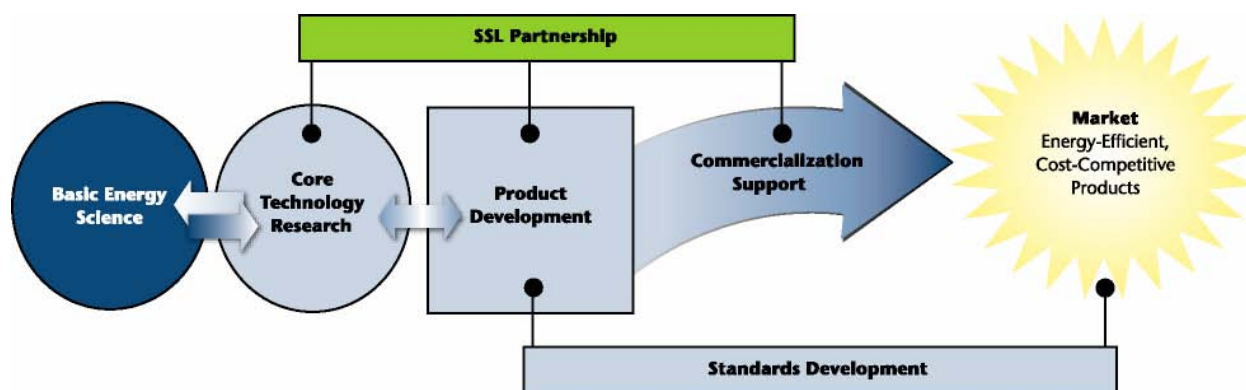 SSL Partnership
Basic Energy
Science
Core
Technology
Research
Product
Development
Commercialization
Support
Market
Energy-Efficient,
Cost-Competitive
Products
Standards Development